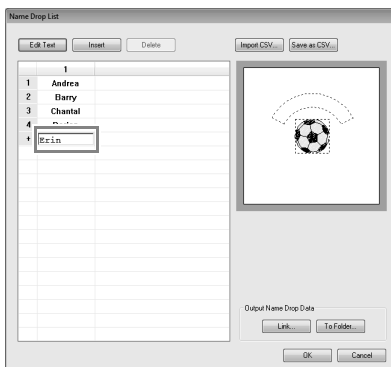 Name Drop List
Edit Text Insert Delete Import CSV... Save as CSV...
1
1 Andrea
2 Barry
3 Chantal
4
+ Erin
Output Name Drop Data
Link... To Folder...
OK Cancel